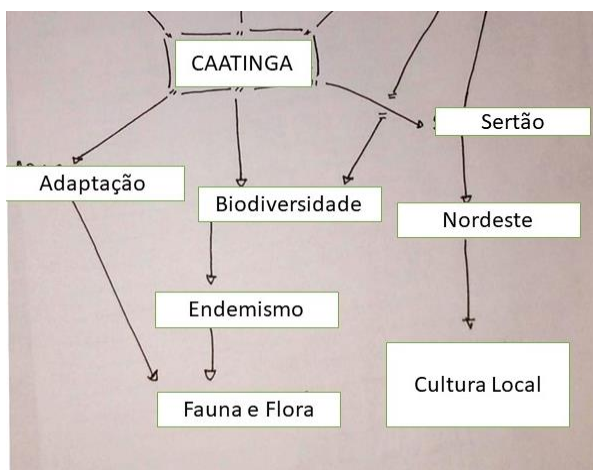 CAATINGA
Sertão
Adaptação
Biodiversidade
Nordeste
Endemismo
Fauna e Flora
Cultura Local